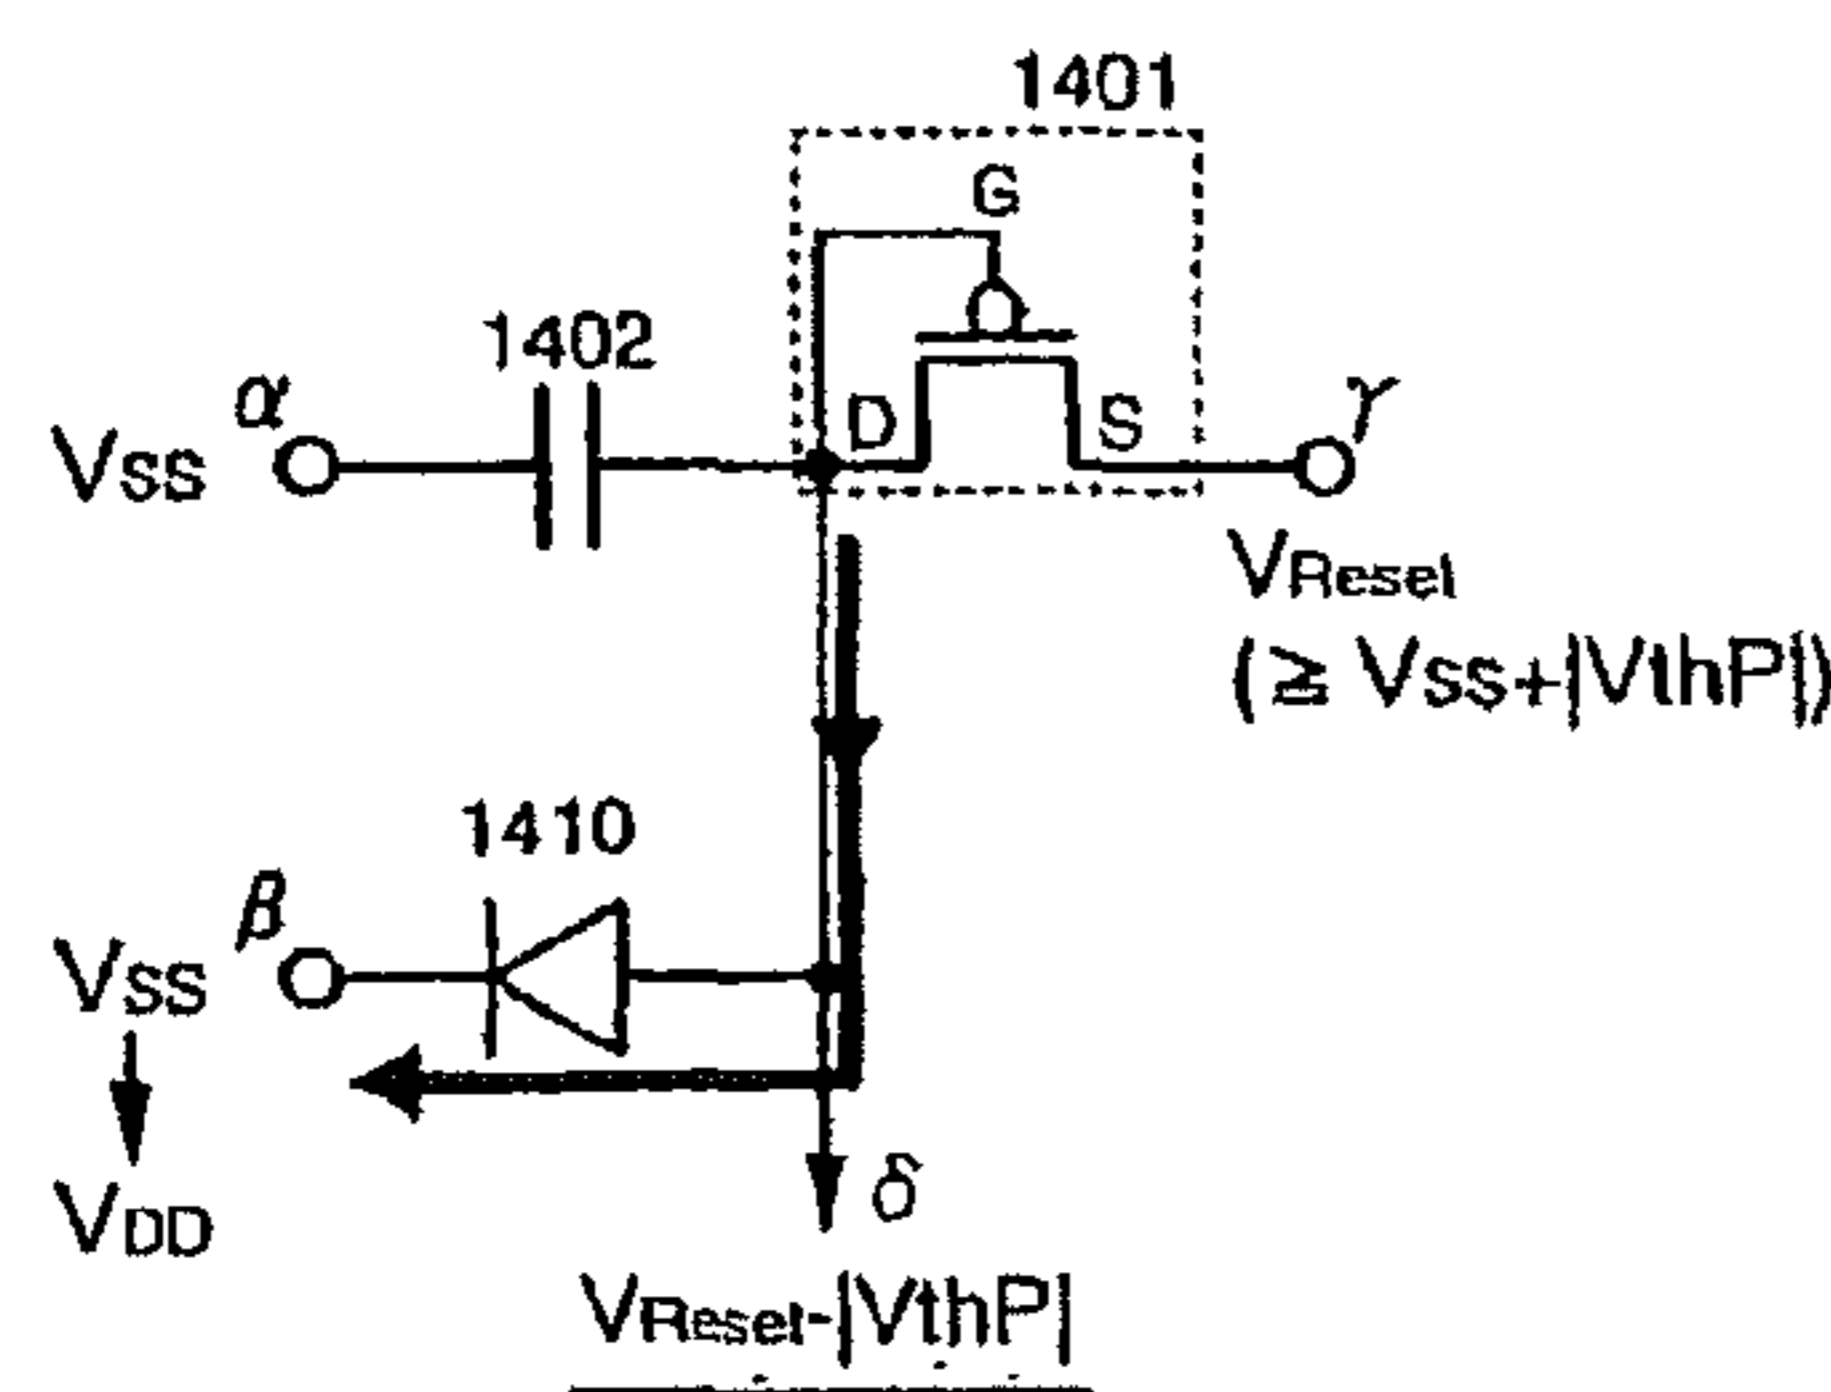 1401
G
1402
α
D
S
γ
VSS
VReset
(≧ VSS+|VthP|)
1410
β
VSS
VDD
δ
VReset-|VthP|